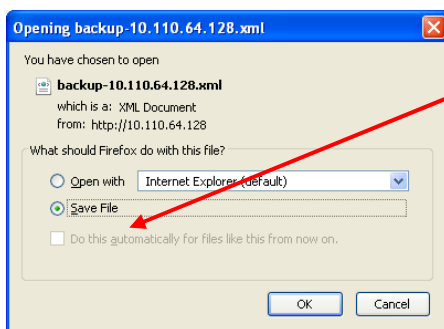 Opening backup-10.110.64.128.xml
You have chosen to open
backup-10.110.64.128.xml
which is a: XML Document
from: http://10.110.64.128
What should Firefox do with this file?
Open with Internet Explorer (default)
Save File
Do this automatically for files like this from now on.
OK Cancel